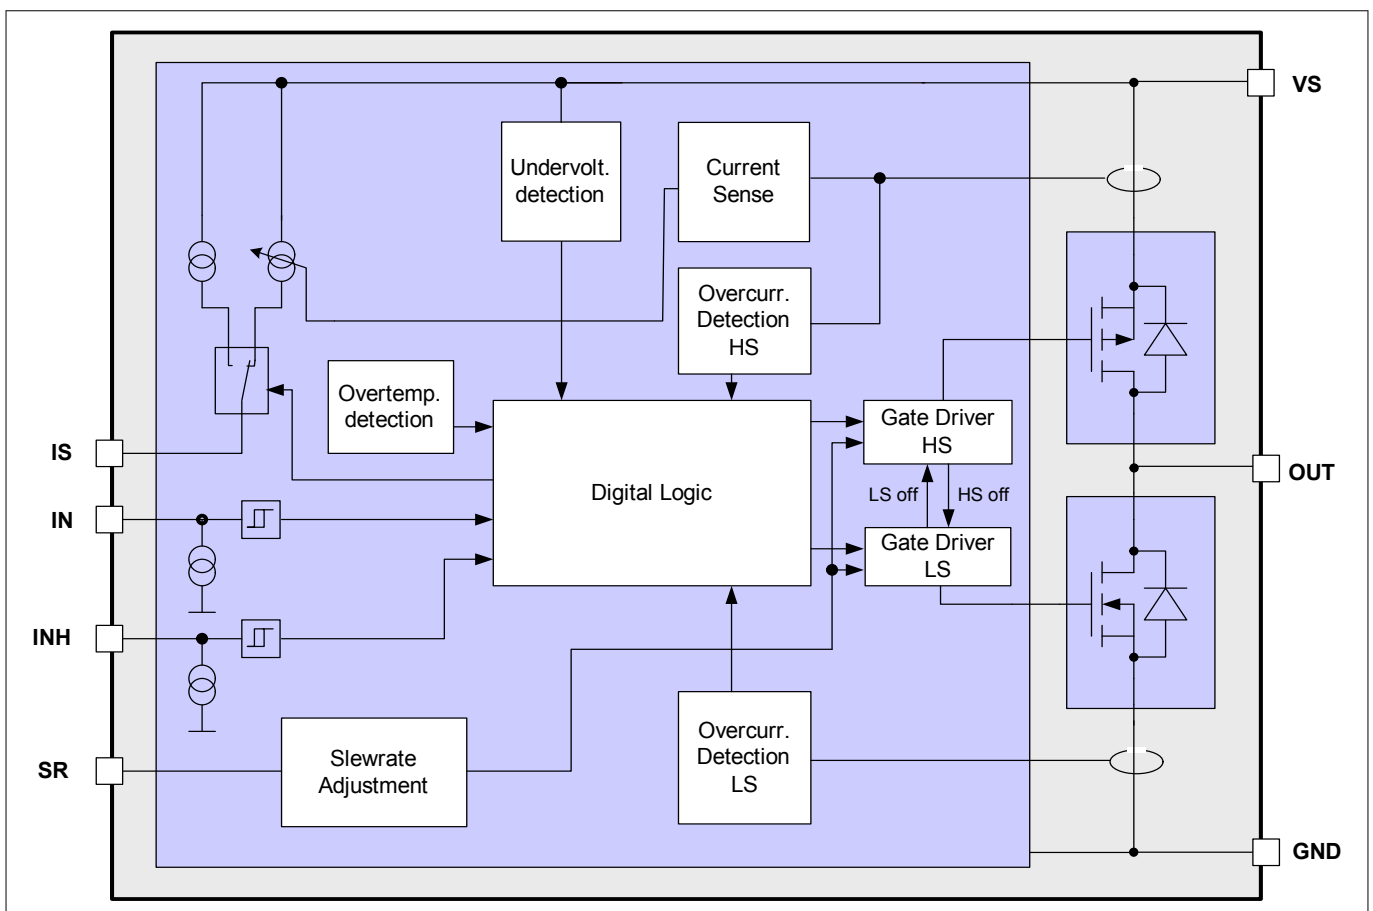 VS
Undervolt.
detection
Current
Sense
Overcurr.
Detection
HS
Overtemp.
detection
Gate Driver
HS
IS
OUT
Digital Logic
LS off
HS off
IN
Gate Driver
LS
INH
Overcurr.
Detection
LS
Slewrate
Adjustment
SR
GND